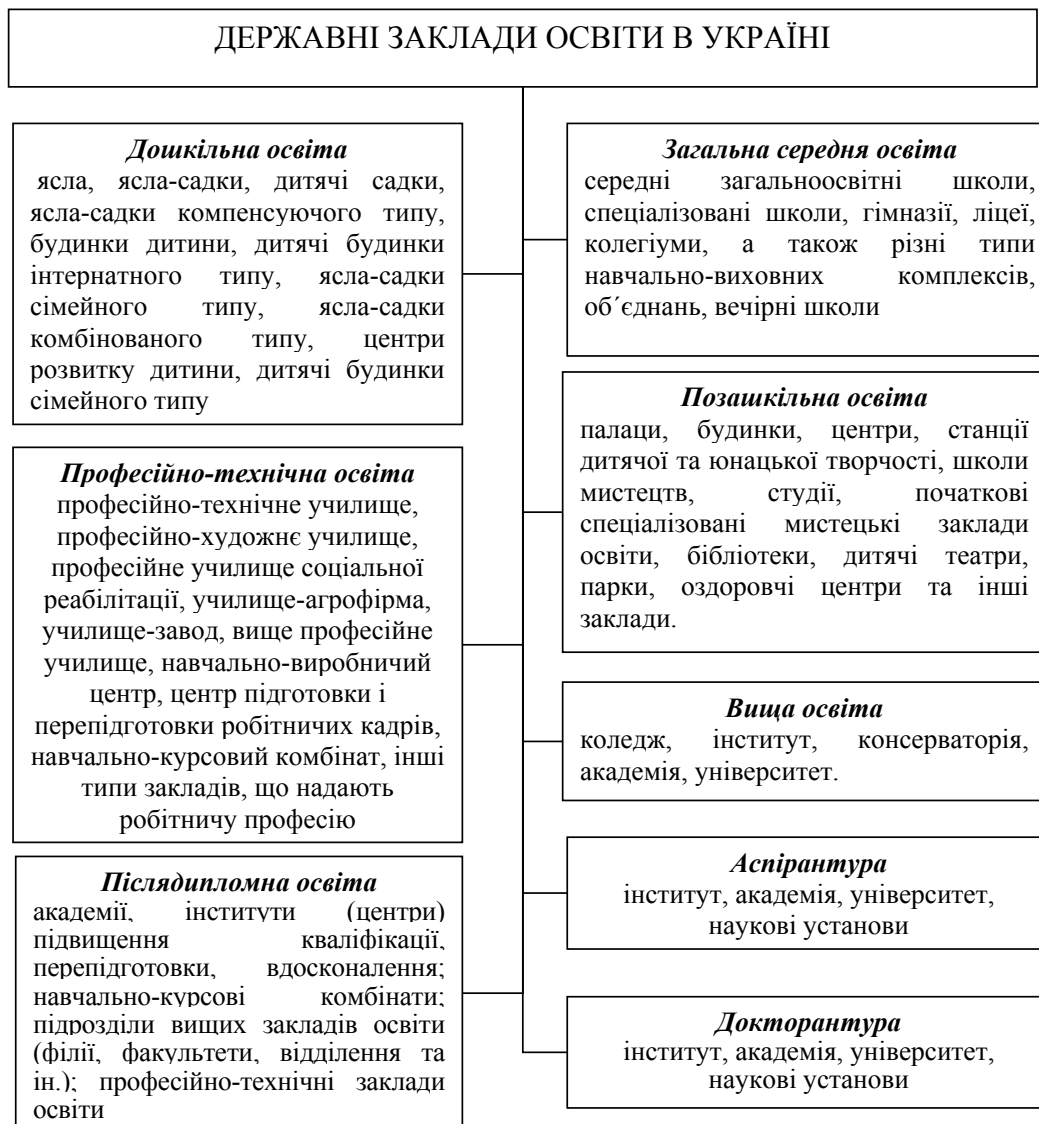 ДЕРЖАВНІ ЗАКЛАДИ ОСВІТИ В УКРАЇНІ
Дошкільна освіта
ясла, ясла-садки, дитячі садки,
ясла-садки компенсуючого типу,
будинки дитини, дитячі будинки
інтернатного типу, ясла-садки
сімейного типу, ясла-садки
комбінованого типу, центри
розвитку дитини, дитячі будинки
сімейного типу
Професійно-технічна освіта
професійно-технічне училище,
професійно-художнє училище,
професійне училище соціальної
реабілітації, училище-агрофірма,
училище-завод, вище професійне
училище, навчально-виробничий
центр, центр підготовки і
перепідготовки робітничих кадрів,
навчально-курсовий комбінат, інші
типи закладів, що надають
робітничу професію
Післядипломна освіта
академії, інститути (центри)
підвищення кваліфікації,
перепідготовки, вдосконалення;
навчально-курсові комбінати;
підрозділи вищих закладів освіти
(філії, факультети, відділення та
ін.); професійно-технічні заклади
освіти
Загальна середня освіта
середні загальноосвітні школи,
спеціалізовані школи, гімназії, ліцеї,
колегіуми, а також різні типи
навчально-виховних комплексів,
об´єднань, вечірні школи
Позашкільна освіта
палаци, будинки, центри, станції
дитячої та юнацької творчості, школи
мистецтв, студії, початкові
спеціалізовані мистецькі заклади
освіти, бібліотеки, дитячі театри,
парки, оздоровчі центри та інші
заклади.
Вища освіта
коледж, інститут, консерваторія,
академія, університет.
Аспірантура
інститут, академія, університет,
наукові установи
Докторантура
інститут, академія, університет,
наукові установи